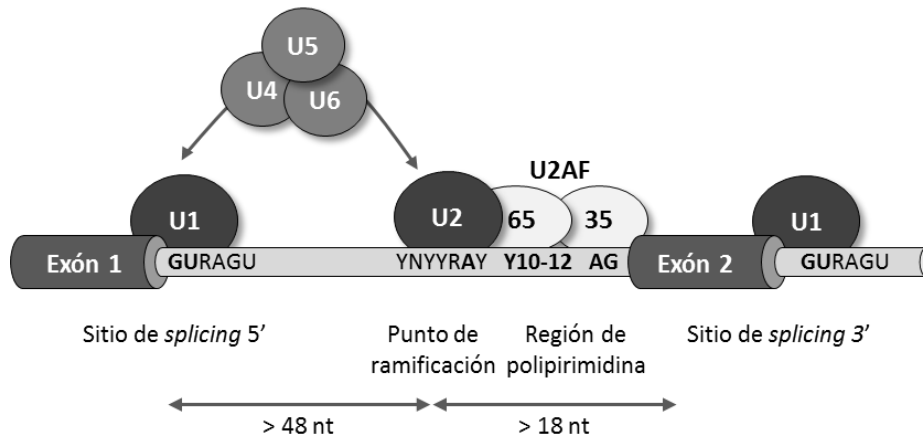 U5
U4
U6
U2AF
U1
U2
65
35
U1
Exón 1
GURAGU
YNYYRAY
Y10-12
AG
Exón 2
GURAGU
Sitio de splicing 5’
Punto de
ramificación
Región de
polipirimidina
Sitio de splicing 3’
> 48 nt
> 18 nt